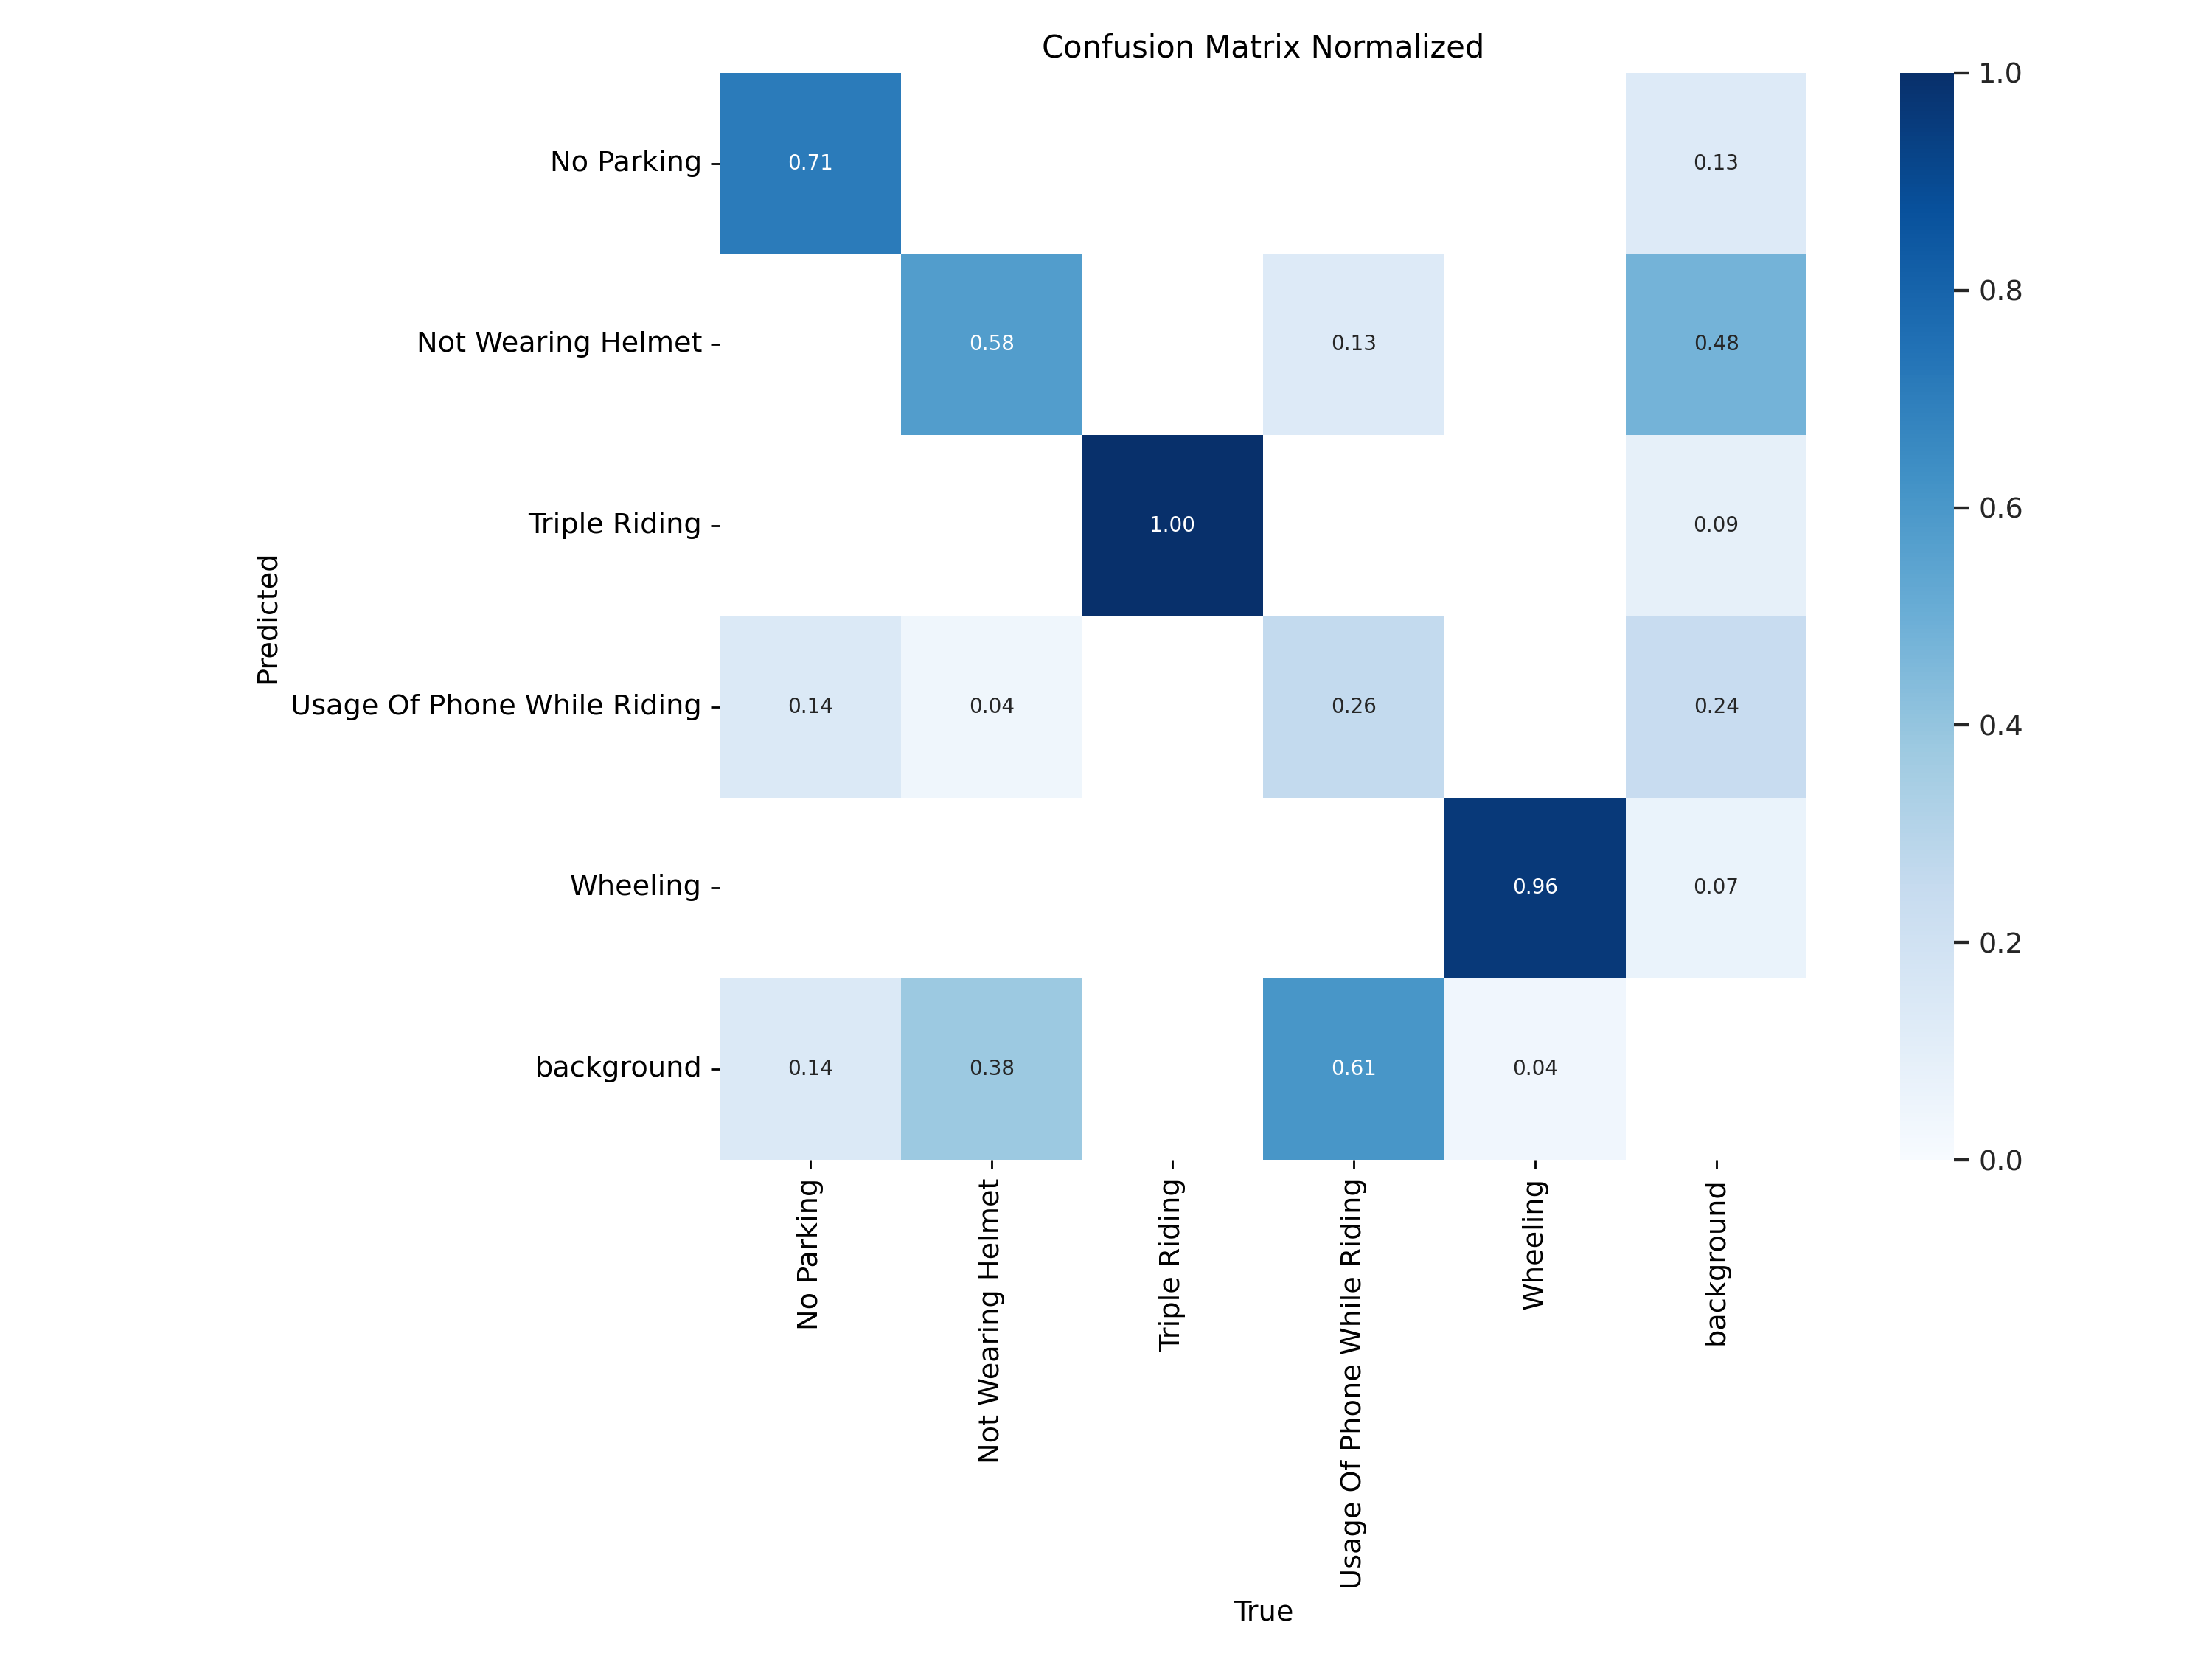 Confusion Matrix Normalized
No Parking
0.71
0.13
1.0
Not Wearing Helmet
0.58
0.13
0.48
0.8
Triple Riding
1.00
0.09
0.6
Predicted
Usage Of Phone While Riding
0.14
0.04
0.26
0.24
0.4
Wheeling
0.96
0.07
0.2
background
0.14
0.38
0.61
0.04
0.0
No Parking
Not Wearing Helmet
Triple Riding
Usage Of Phone While Riding
Wheeling
background
True